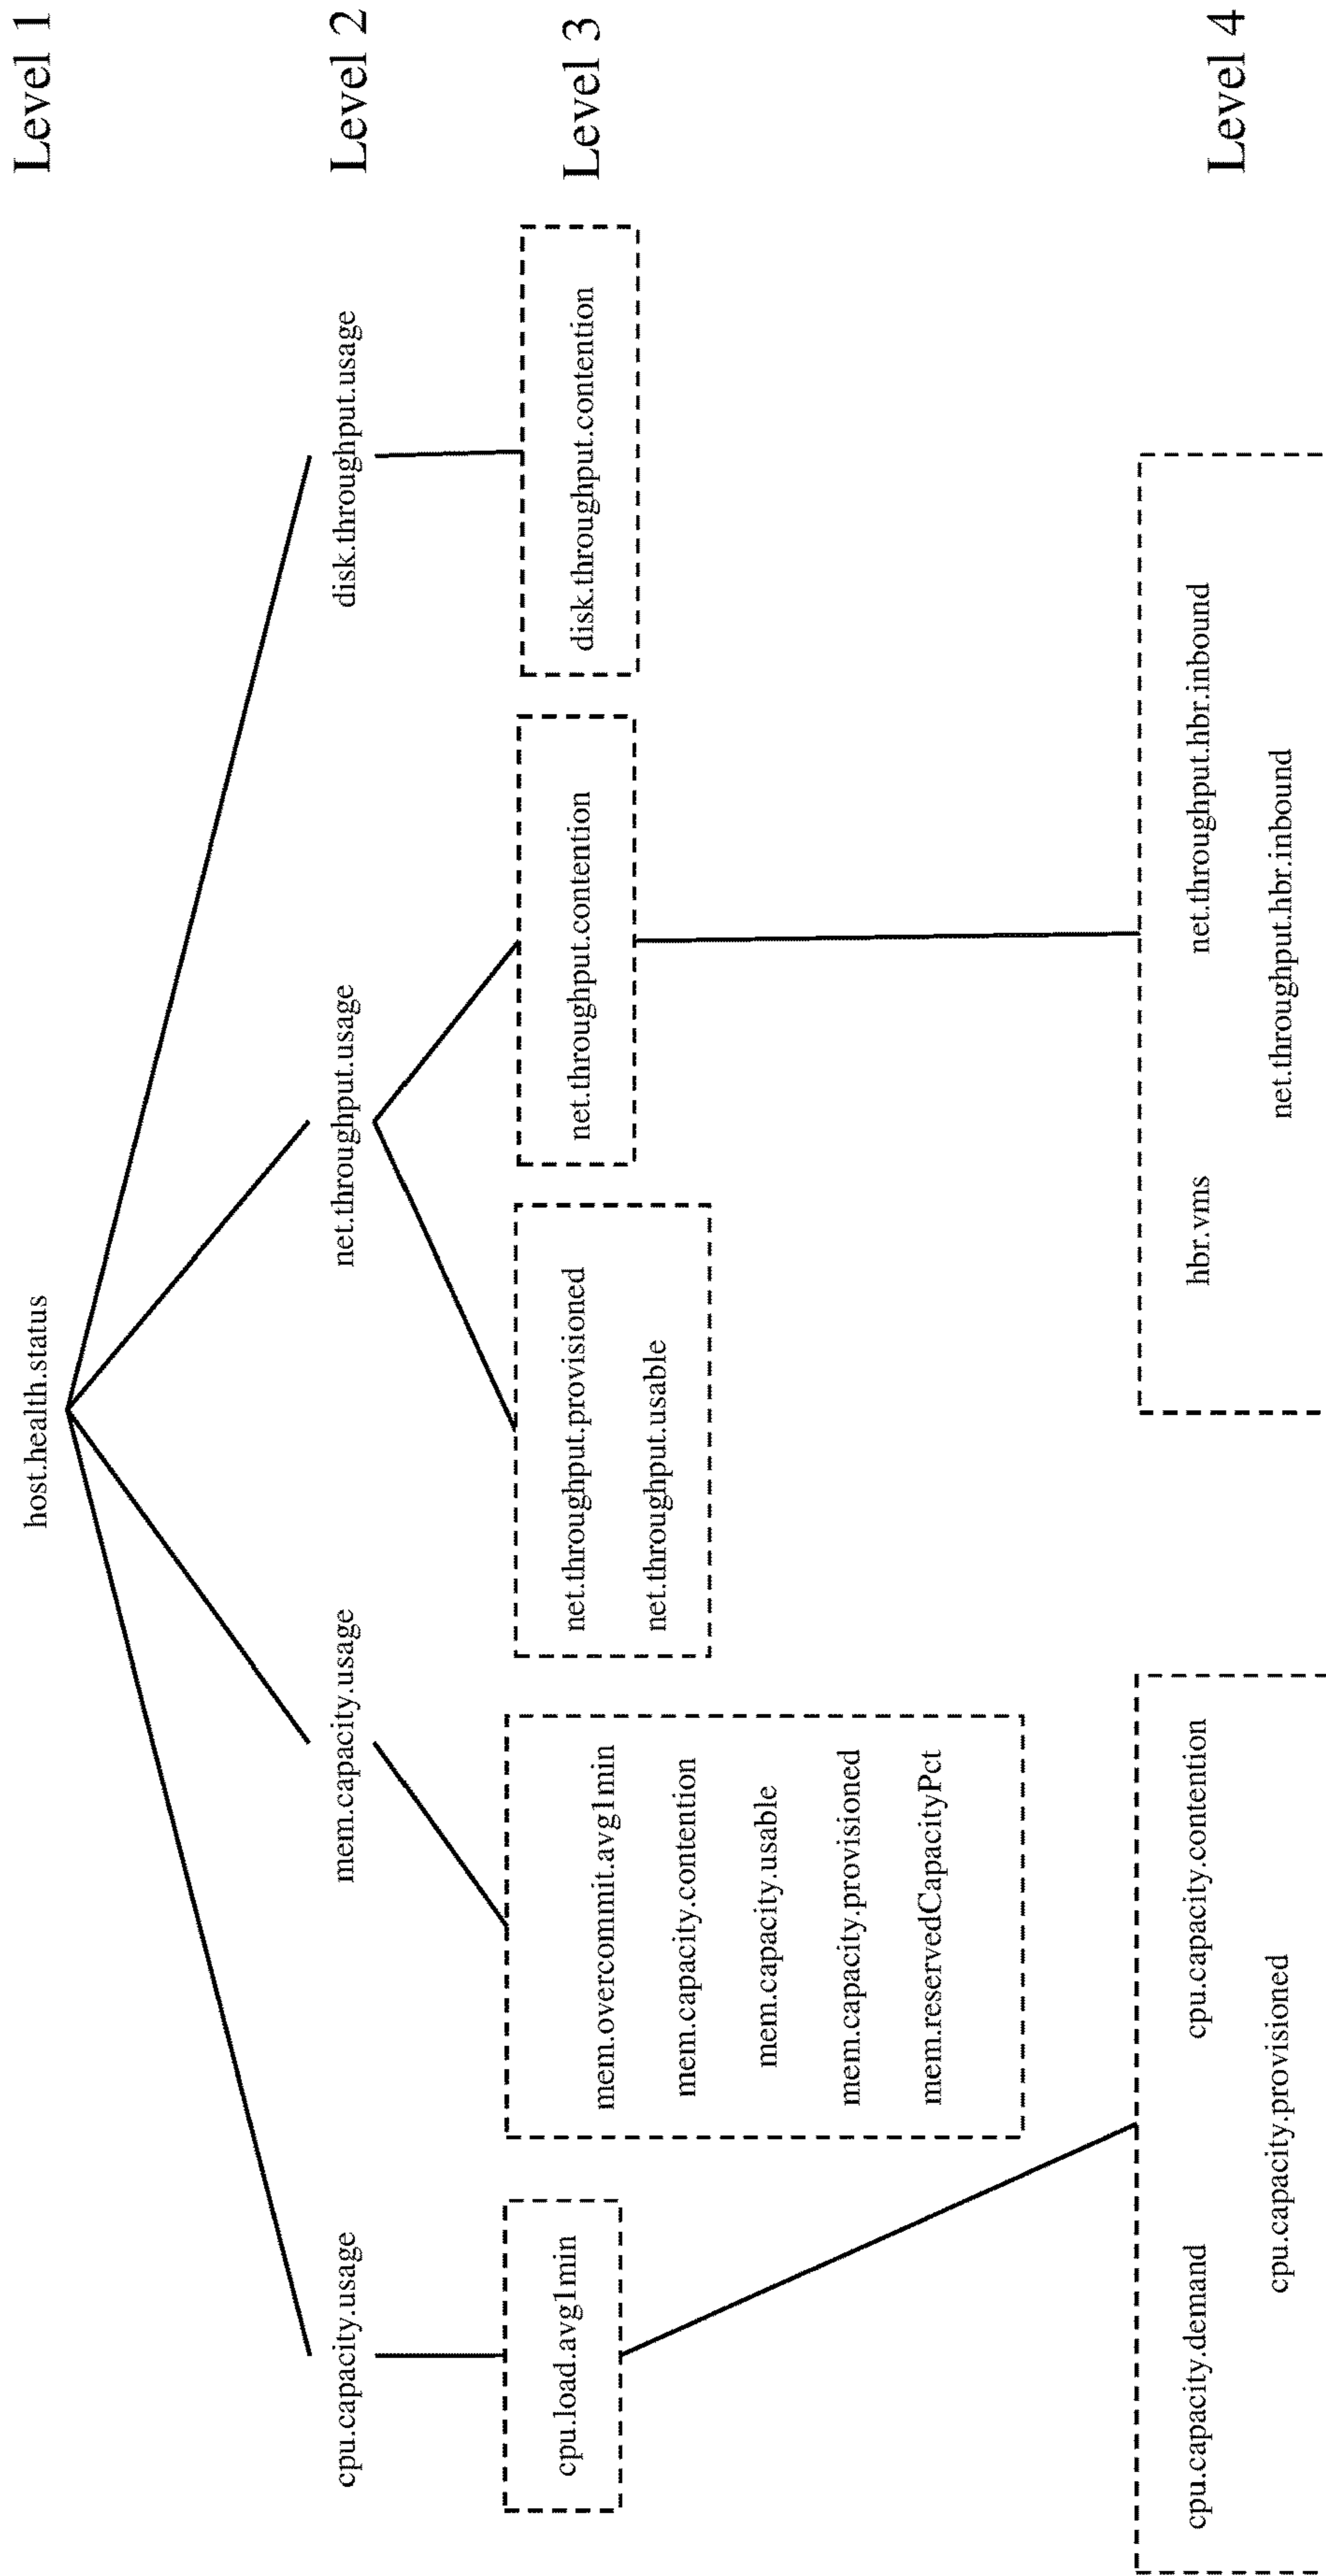 host.health.status
Level 1
cpu.capacity.usage
mem.capacity.usage
net.throughput.usage
disk.throughput.usage
Level 2
cpu.load.avg1min
mem.overcommit.avg1min
mem.capacity.contention
mem.capacity.usable
mem.capacity.provisioned
mem.reservedCapacityPct
net.throughput.provisioned
net.throughput.usable
net.throughput.contention
disk.throughput.contention
Level 3
cpu.capacity.demand
cpu.capacity.contention
cpu.capacity.provisioned
hbr.vms
net.throughput.hbr.inbound
net.throughput.hbr.inbound
Level 4